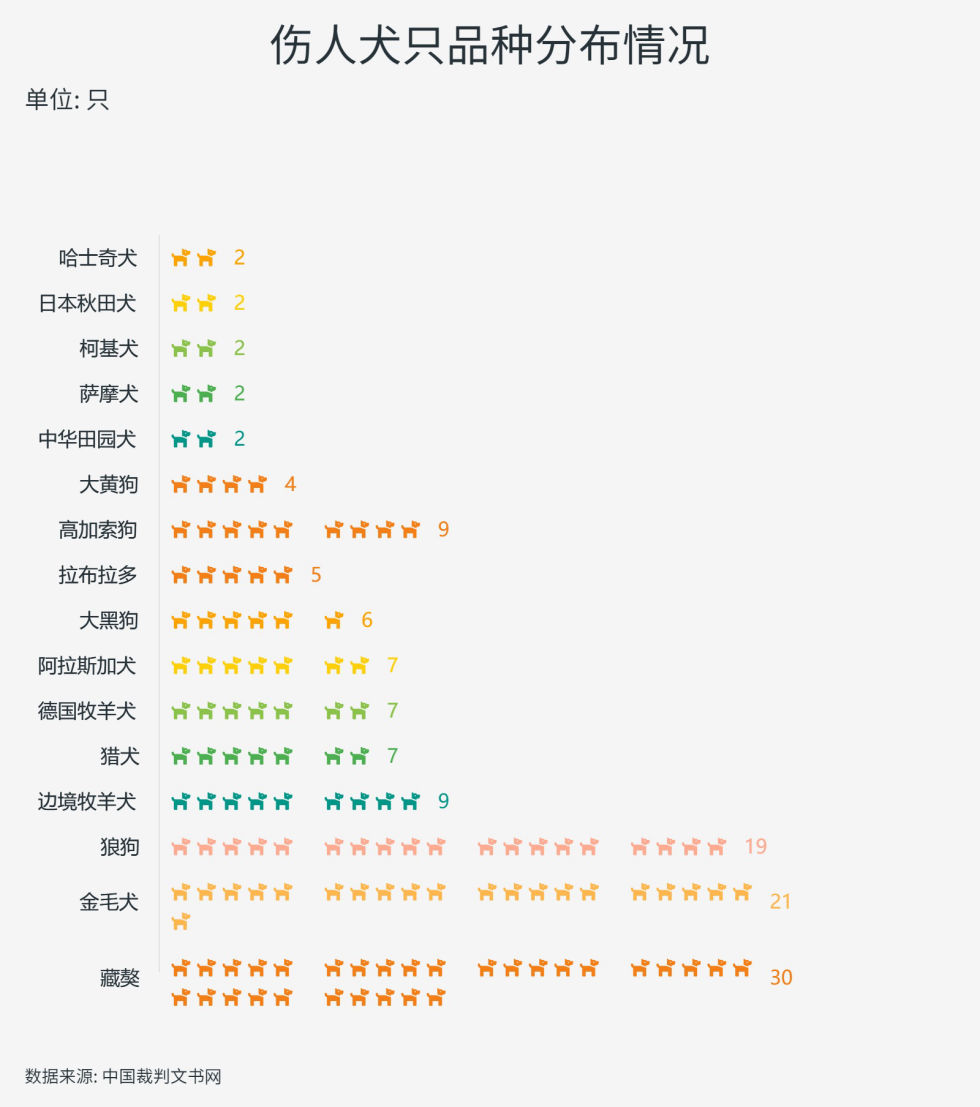 伤人犬只品种分布情况
单位: 只
哈士奇犬 2
日本秋田犬 2
柯基犬 2
萨摩犬 2
中华田园犬 2
大黄狗 4
高加索狗 9
拉布拉多 5
大黑狗 6
阿拉斯加犬 7
德国牧羊犬 7
猎犬 7
边境牧羊犬 9
狼狗 19
金毛犬 21
藏獒 30
数据来源: 中国裁判文书网